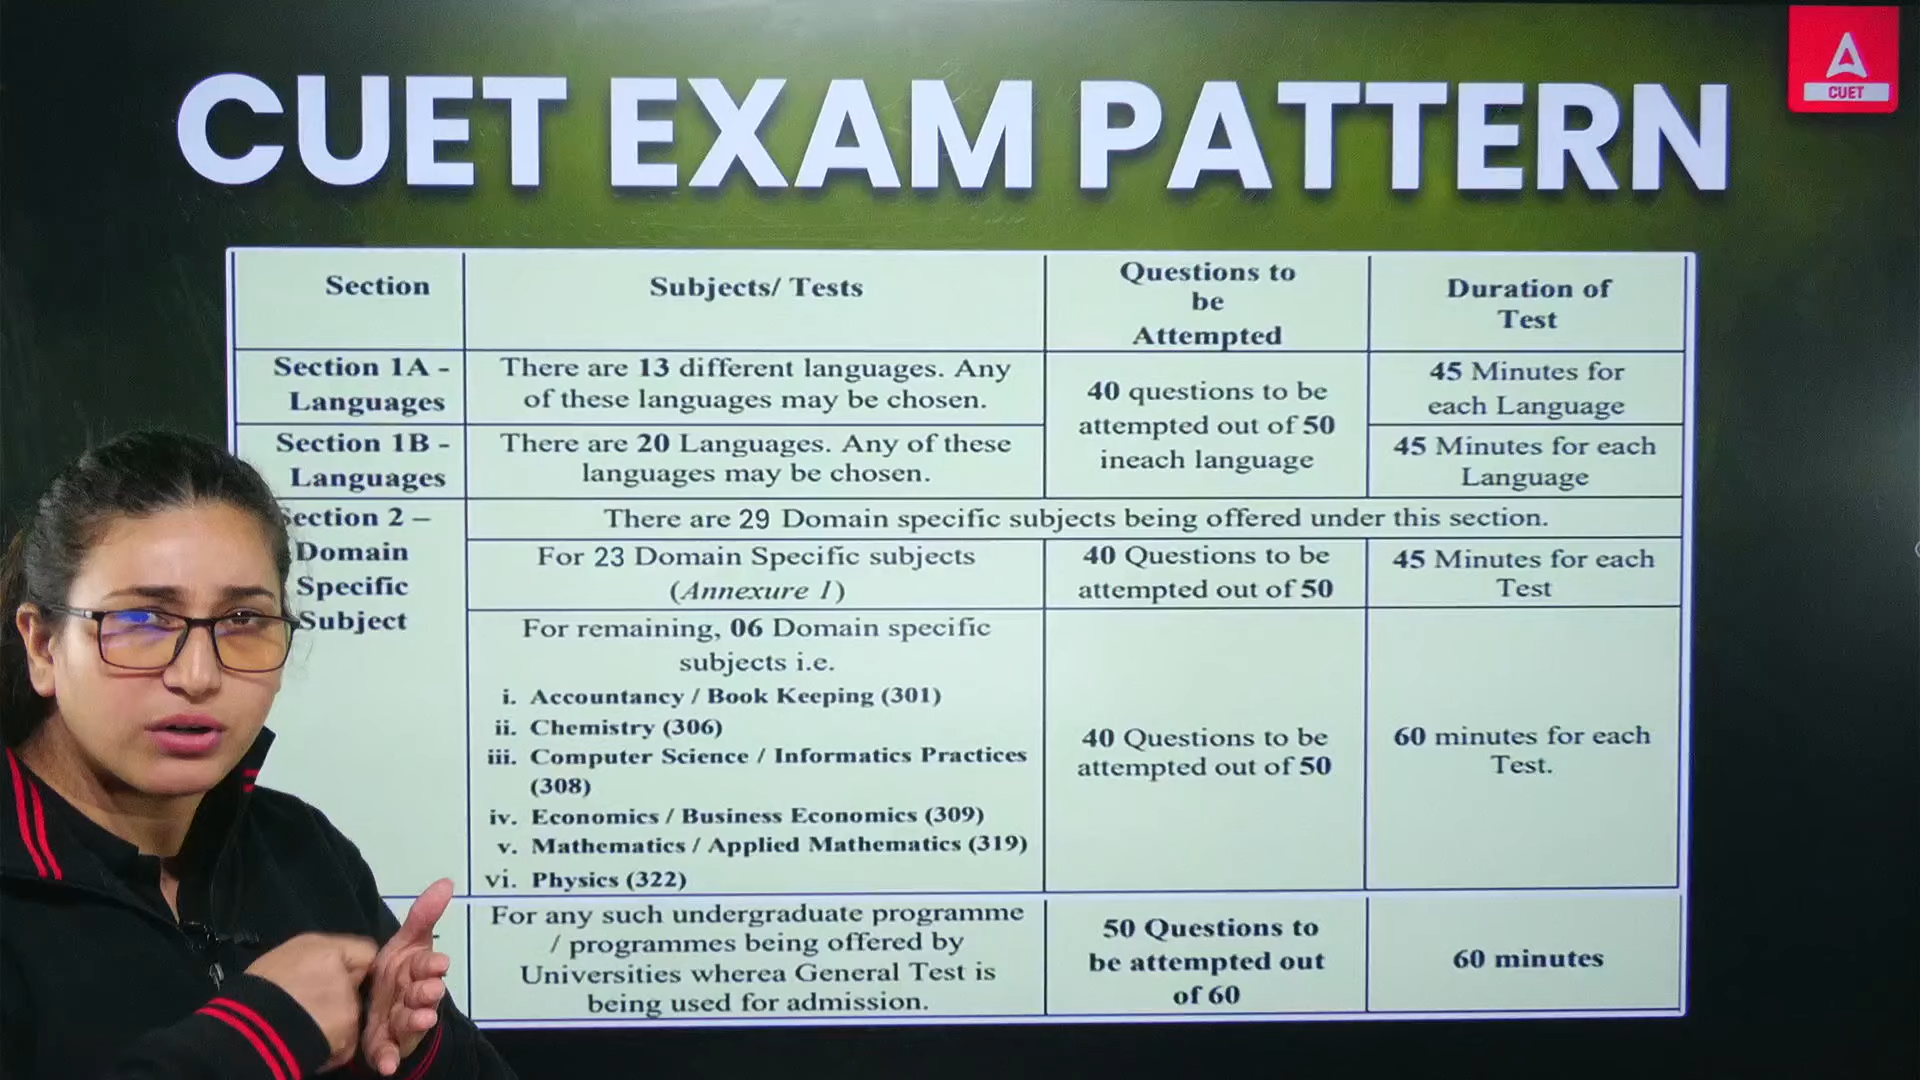 CUET EXAM PATTERN
CUET
Section
Subjects/ Tests
Questions to
be
Attempted
Duration of
Test
Section 1A -
Languages
There are 13 different languages. Any
of these languages may be chosen.
40 questions to be
attempted out of 50
ineach language
45 Minutes for
each Language
Section 1B -
Languages
There are 20 Languages. Any of these
languages may be chosen.
45 Minutes for each
Language
Section 2 –
Domain
Specific
Subject
There are 29 Domain specific subjects being offered under this section.
For 23 Domain Specific subjects
(Annexure I)
40 Questions to be
attempted out of 50
45 Minutes for each
Test
For remaining, 06 Domain specific
subjects i.e.
i. Accountancy / Book Keeping (301)
ii. Chemistry (306)
iii. Computer Science / Informatics Practices
(308)
iv. Economics / Business Economics (309)
v. Mathematics / Applied Mathematics (319)
vi. Physics (322)
40 Questions to be
attempted out of 50
60 minutes for each
Test.
For any such undergraduate programme
/ programmes being offered by
Universities wherea General Test is
being used for admission.
50 Questions to
be attempted out
of 60
60 minutes